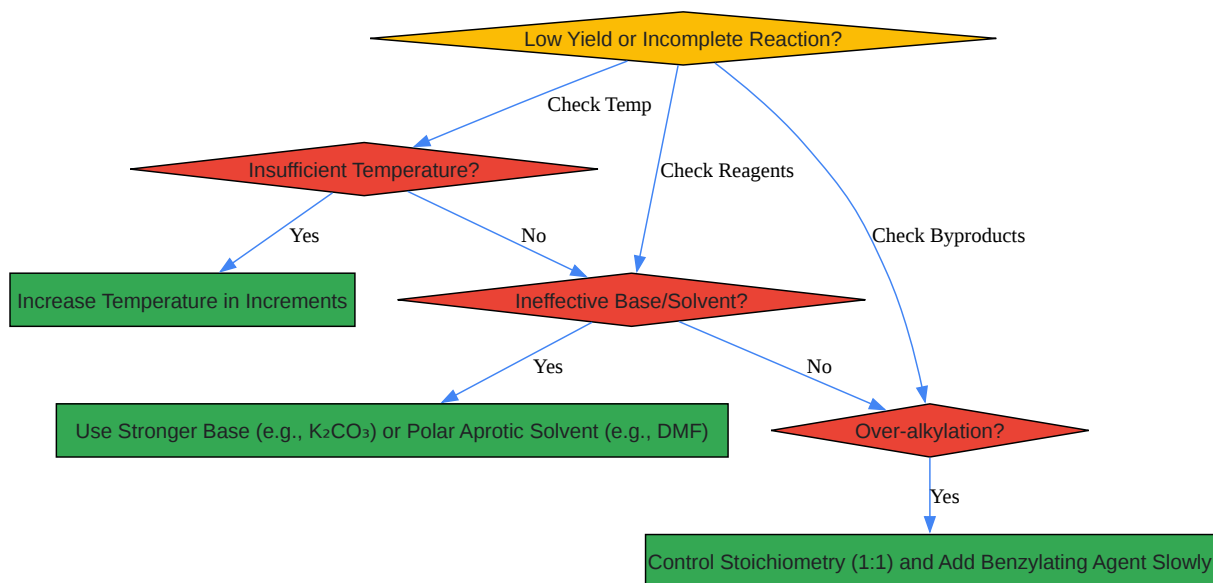 Low Yield or Incomplete Reaction?
Check Temp
Insufficient Temperature?
Check Reagents
Yes
No
Check Byproducts
Increase Temperature in Increments
Ineffective Base/Solvent?
Yes
No
Use Stronger Base (e.g., K₂CO₃) or Polar Aprotic Solvent (e.g., DMF)
Over-alkylation?
Yes
Control Stoichiometry (1:1) and Add Benzylating Agent Slowly